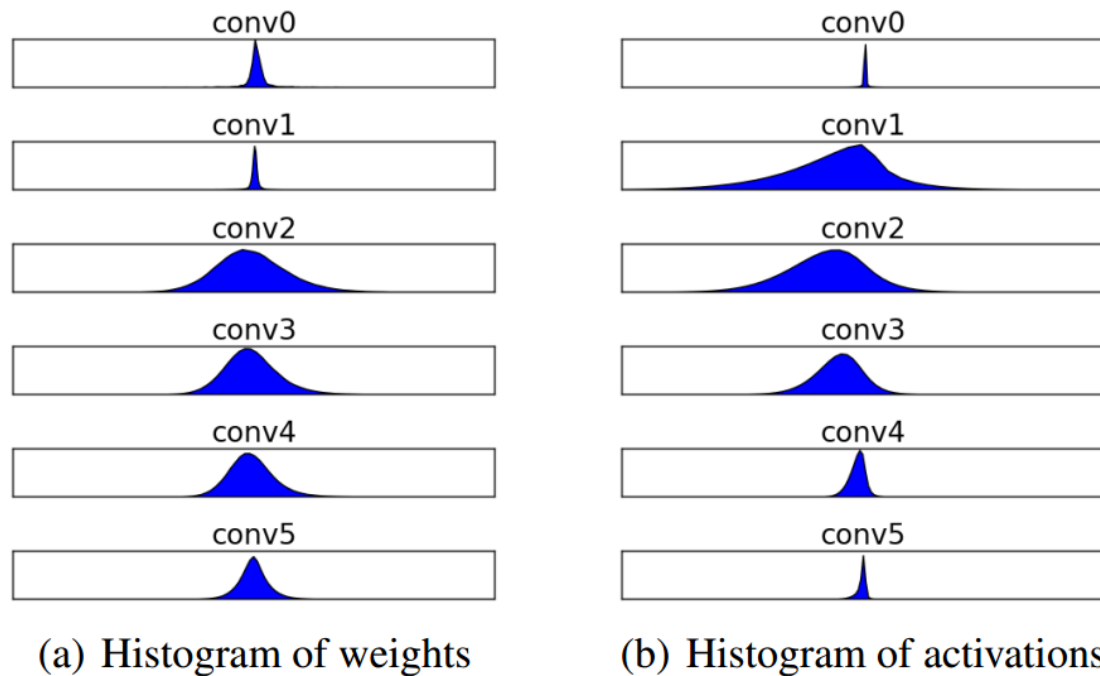 conv0
conv1
conv2
conv3
conv4
conv5
(a) Histogram of weights
conv0
conv1
conv2
conv3
conv4
conv5
(b) Histogram of activations